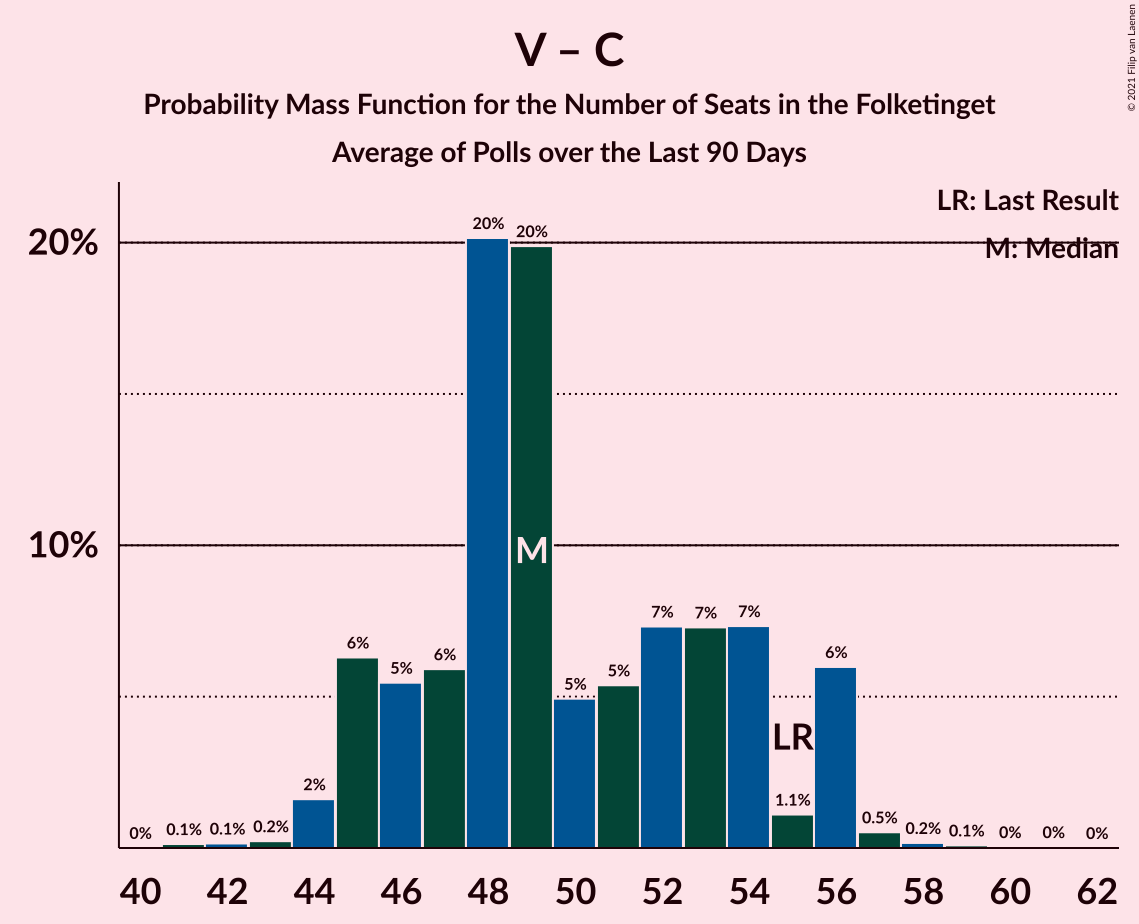 V – C
Probability Mass Function for the Number of Seats in the Folketinget
Average of Polls over the Last 90 Days
© 2021 Filip van Laenen
LR: Last Result
M: Median
20%
10%
0%
0.1%
0.1%
0.2%
2%
6%
5%
6%
20%
20%
5%
5%
7%
7%
7%
1.1%
6%
0.5%
0.2%
0.1%
0%
0%
0%
M
LR
40 42 44 46 48 50 52 54 56 58 60 62